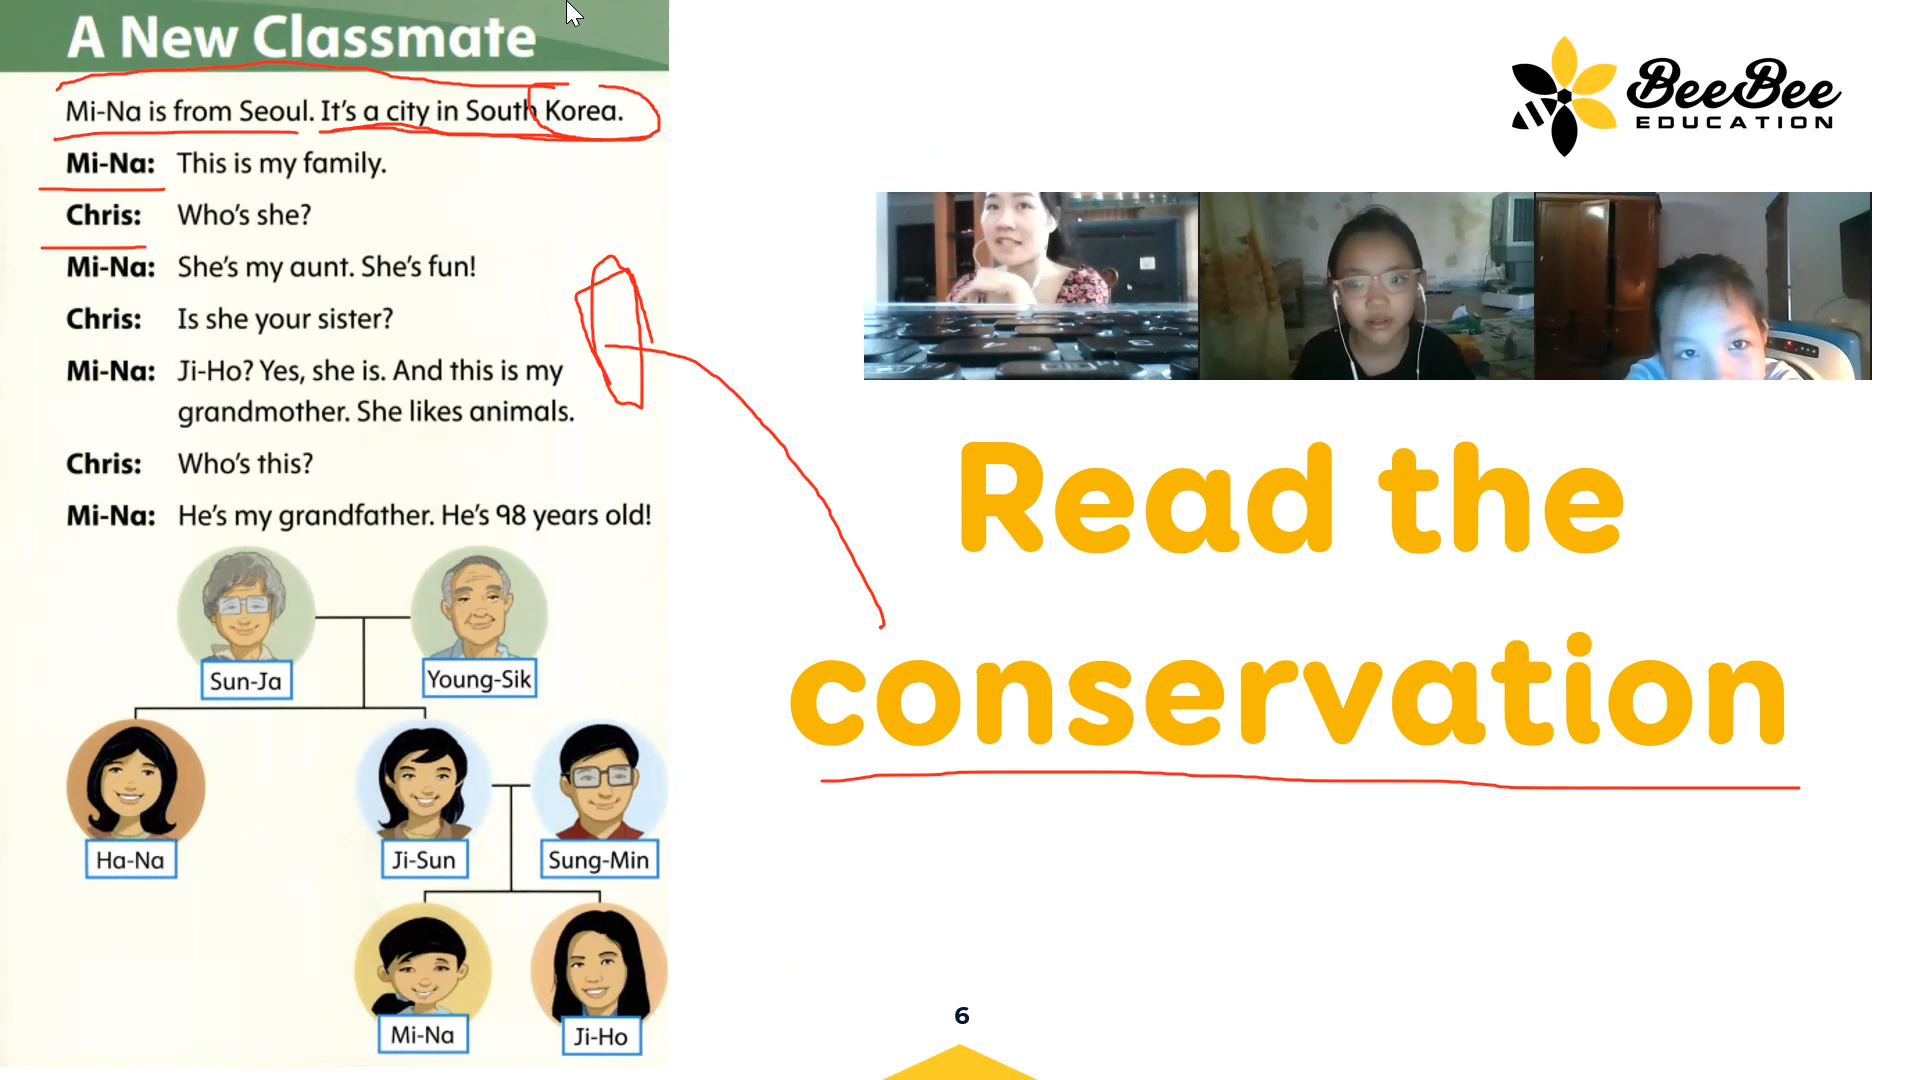 A New Classmate
Mi-Na is from Seoul. It's a city in South Korea.
Mi-Na: This is my family.
Chris: Who's she?
Mi-Na: She's my aunt. She's fun!
Chris: Is she your sister?
Mi-Na: Ji-Ho? Yes, she is. And this is my
grandmother. She likes animals.
Chris: Who's this?
Mi-Na: He's my grandfather. He's 98 years old!
Sun-Ja
Young-Sik
Ha-Na
Ji-Sun
Sung-Min
Mi-Na
Ji-Ho
BeeBee
EDUCATION
Read the
conservation
6